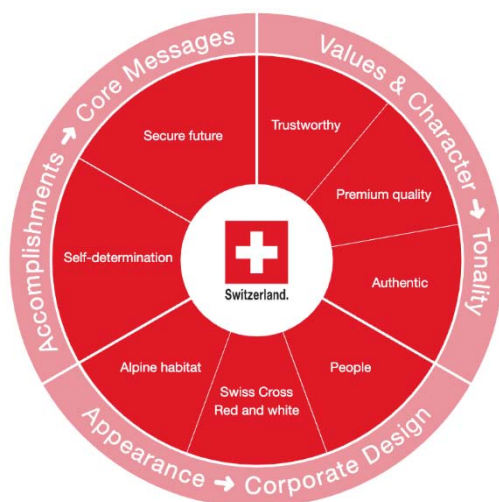 Accomplishments → Core Messages
Values & Character → Tonality
Secure future
Trustworthy
Premium quality
Self-determination
Switzerland.
Authentic
Alpine habitat
Swiss Cross
Red and white
People
Appearance → Corporate Design